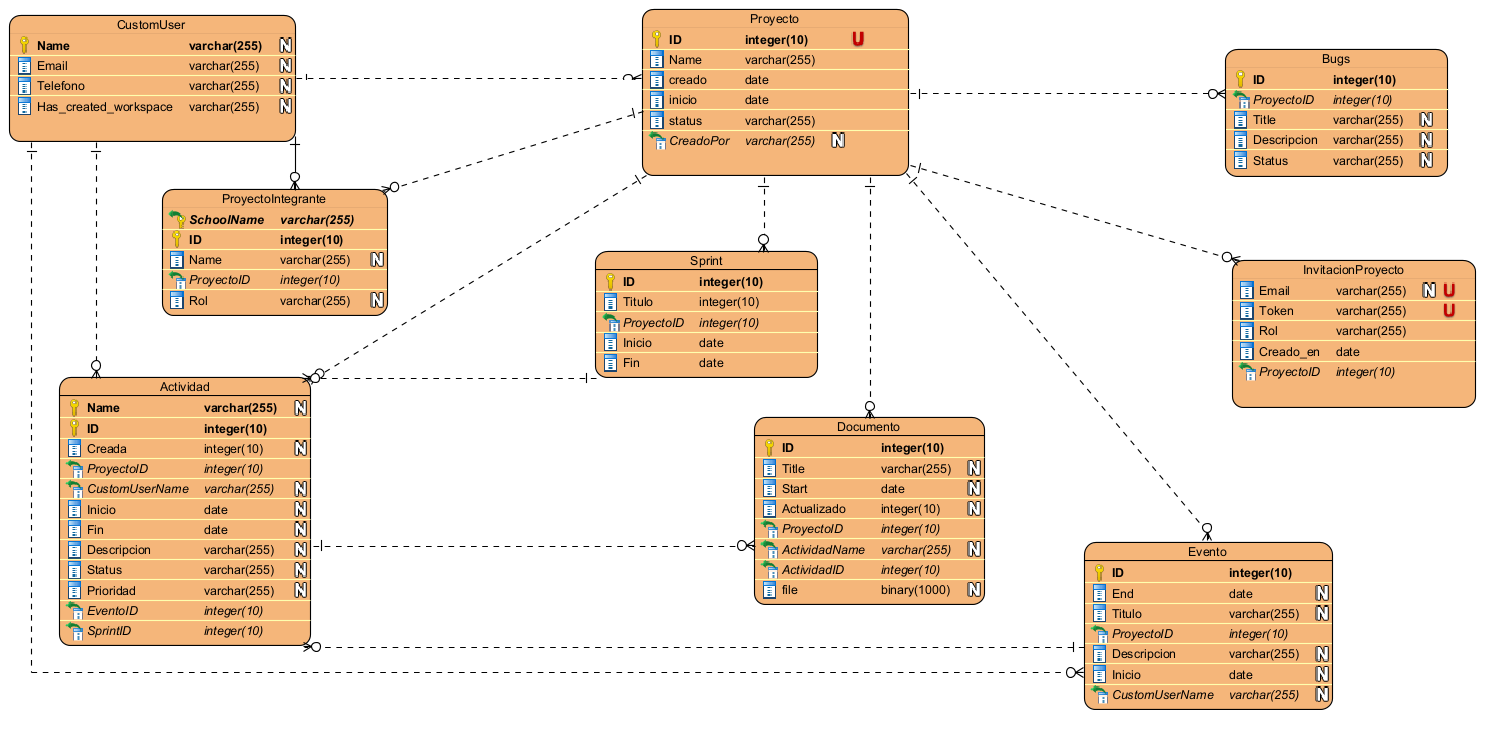 CustomUser
Name varchar(255) N
Email varchar(255) N
Telefono varchar(255) N
Has_created_workspace varchar(255) N
Proyecto
ID integer(10) U
Name varchar(255)
creado date
inicio date
status varchar(255)
CreadoPor varchar(255) N
Bugs
ID integer(10)
ProyectoID integer(10)
Title varchar(255) N
Descripcion varchar(255) N
Status varchar(255) N
ProyectoIntegrante
SchoolName varchar(255)
ID integer(10)
Name varchar(255) N
ProyectoID integer(10)
Rol varchar(255) N
Sprint
ID integer(10)
Titulo integer(10)
ProyectoID integer(10)
Inicio date
Fin date
InvitacionProyecto
Email varchar(255) N U
Token varchar(255) U
Rol varchar(255)
Creado_en date
ProyectoID integer(10)
Actividad
Name varchar(255) N
ID integer(10)
Creada integer(10) N
ProyectoID integer(10)
CustomUserName varchar(255) N
Inicio date N
Fin date N
Descripcion varchar(255) N
Status varchar(255) N
Prioridad varchar(255) N
EventoID integer(10)
SprintID integer(10)
Documento
ID integer(10)
Title varchar(255) N
Start date N
Actualizado integer(10) N
ProyectoID integer(10)
ActividadName varchar(255) N
ActividadID integer(10)
file binary(1000) N
Evento
ID integer(10)
End date N
Titulo varchar(255) N
ProyectoID integer(10)
Descripcion varchar(255) N
Inicio date N
CustomUserName varchar(255) N